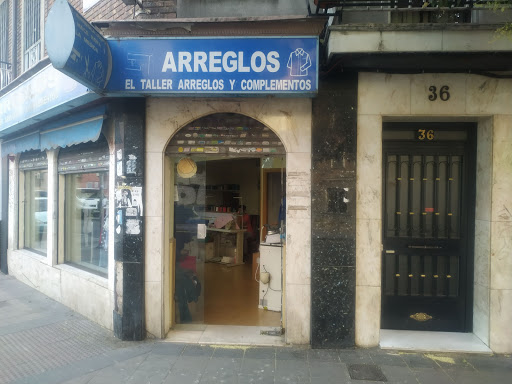 ARREGLOS
EL TALLER ARREGLOS Y COMPLEMENTOS
36
36